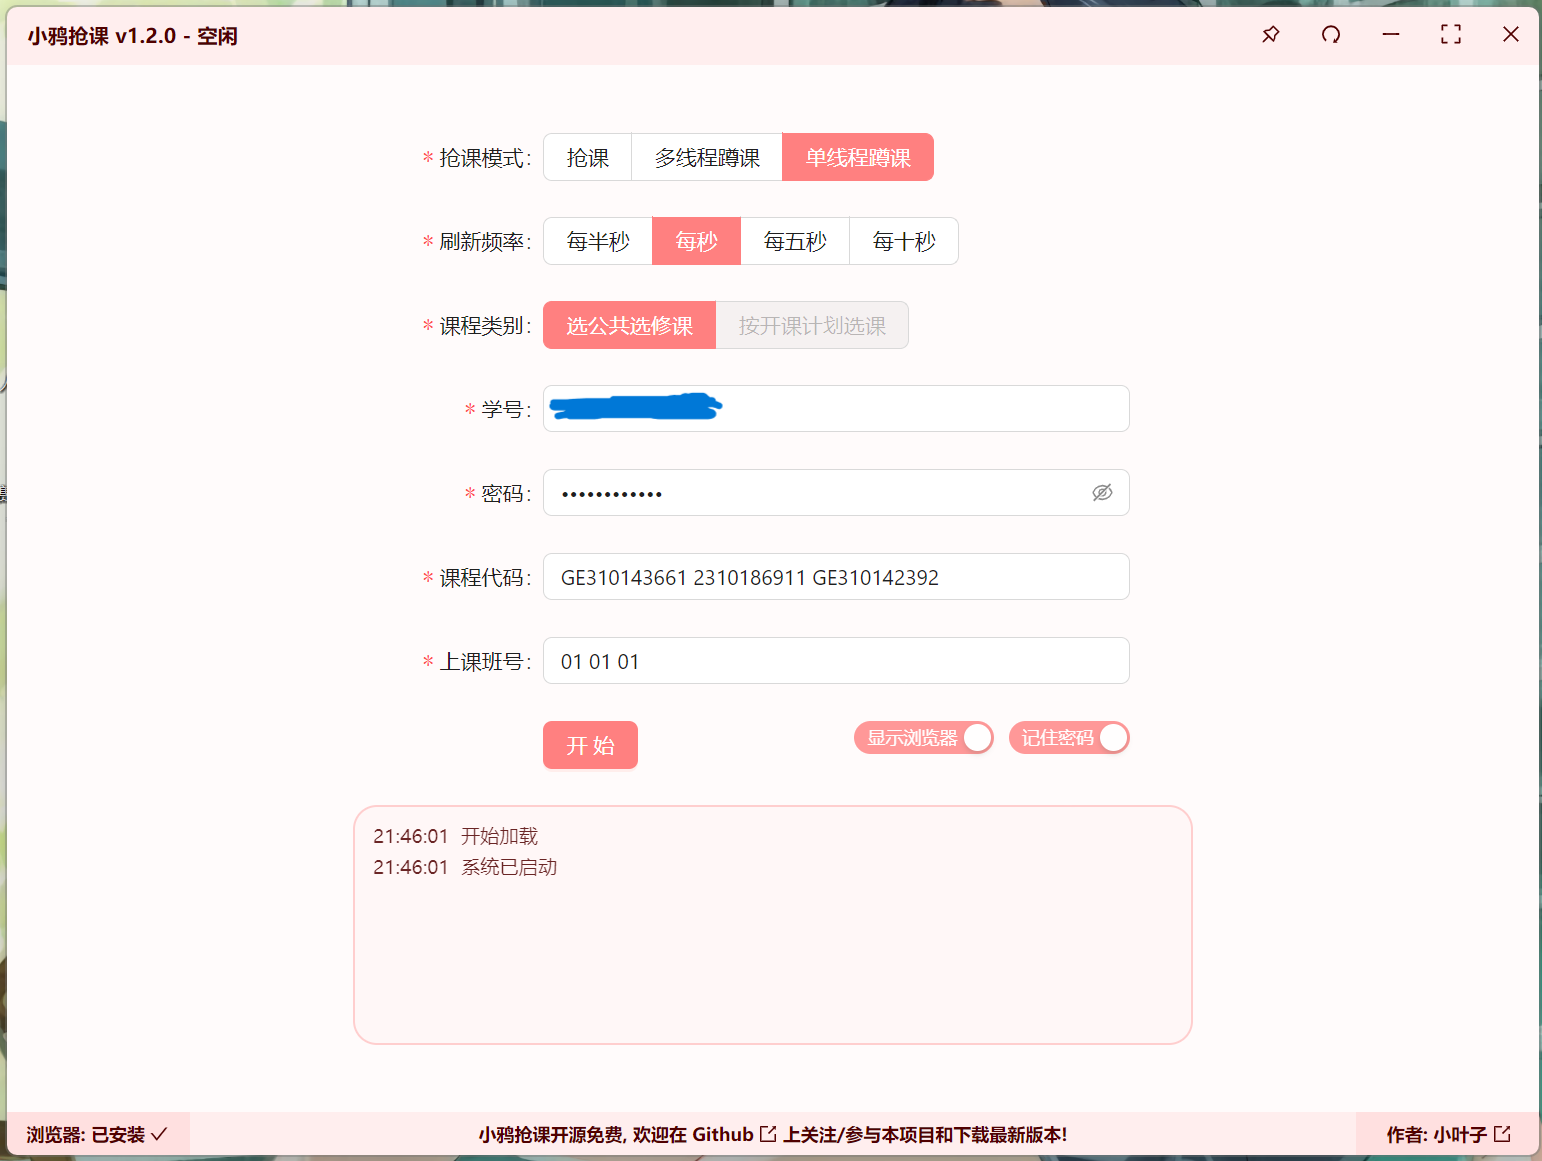 小鸦抢课 v1.2.0 - 空闲
* 抢课模式: 抢课 多线程蹲课 单线程蹲课
* 刷新频率: 每半秒 每秒 每五秒 每十秒
* 课程类别: 选公共选修课 按开课计划选课
* 学号:
* 密码: ••••••••••••
* 课程代码: GE310143661 2310186911 GE310142392
* 上课班号: 01 01 01
开 始 显示浏览器 记住密码
21:46:01 开始加载
21:46:01 系统已启动
浏览器: 已安装 小鸦抢课开源免费, 欢迎在 Github 上关注/参与本项目和下载最新版本! 作者: 小叶子